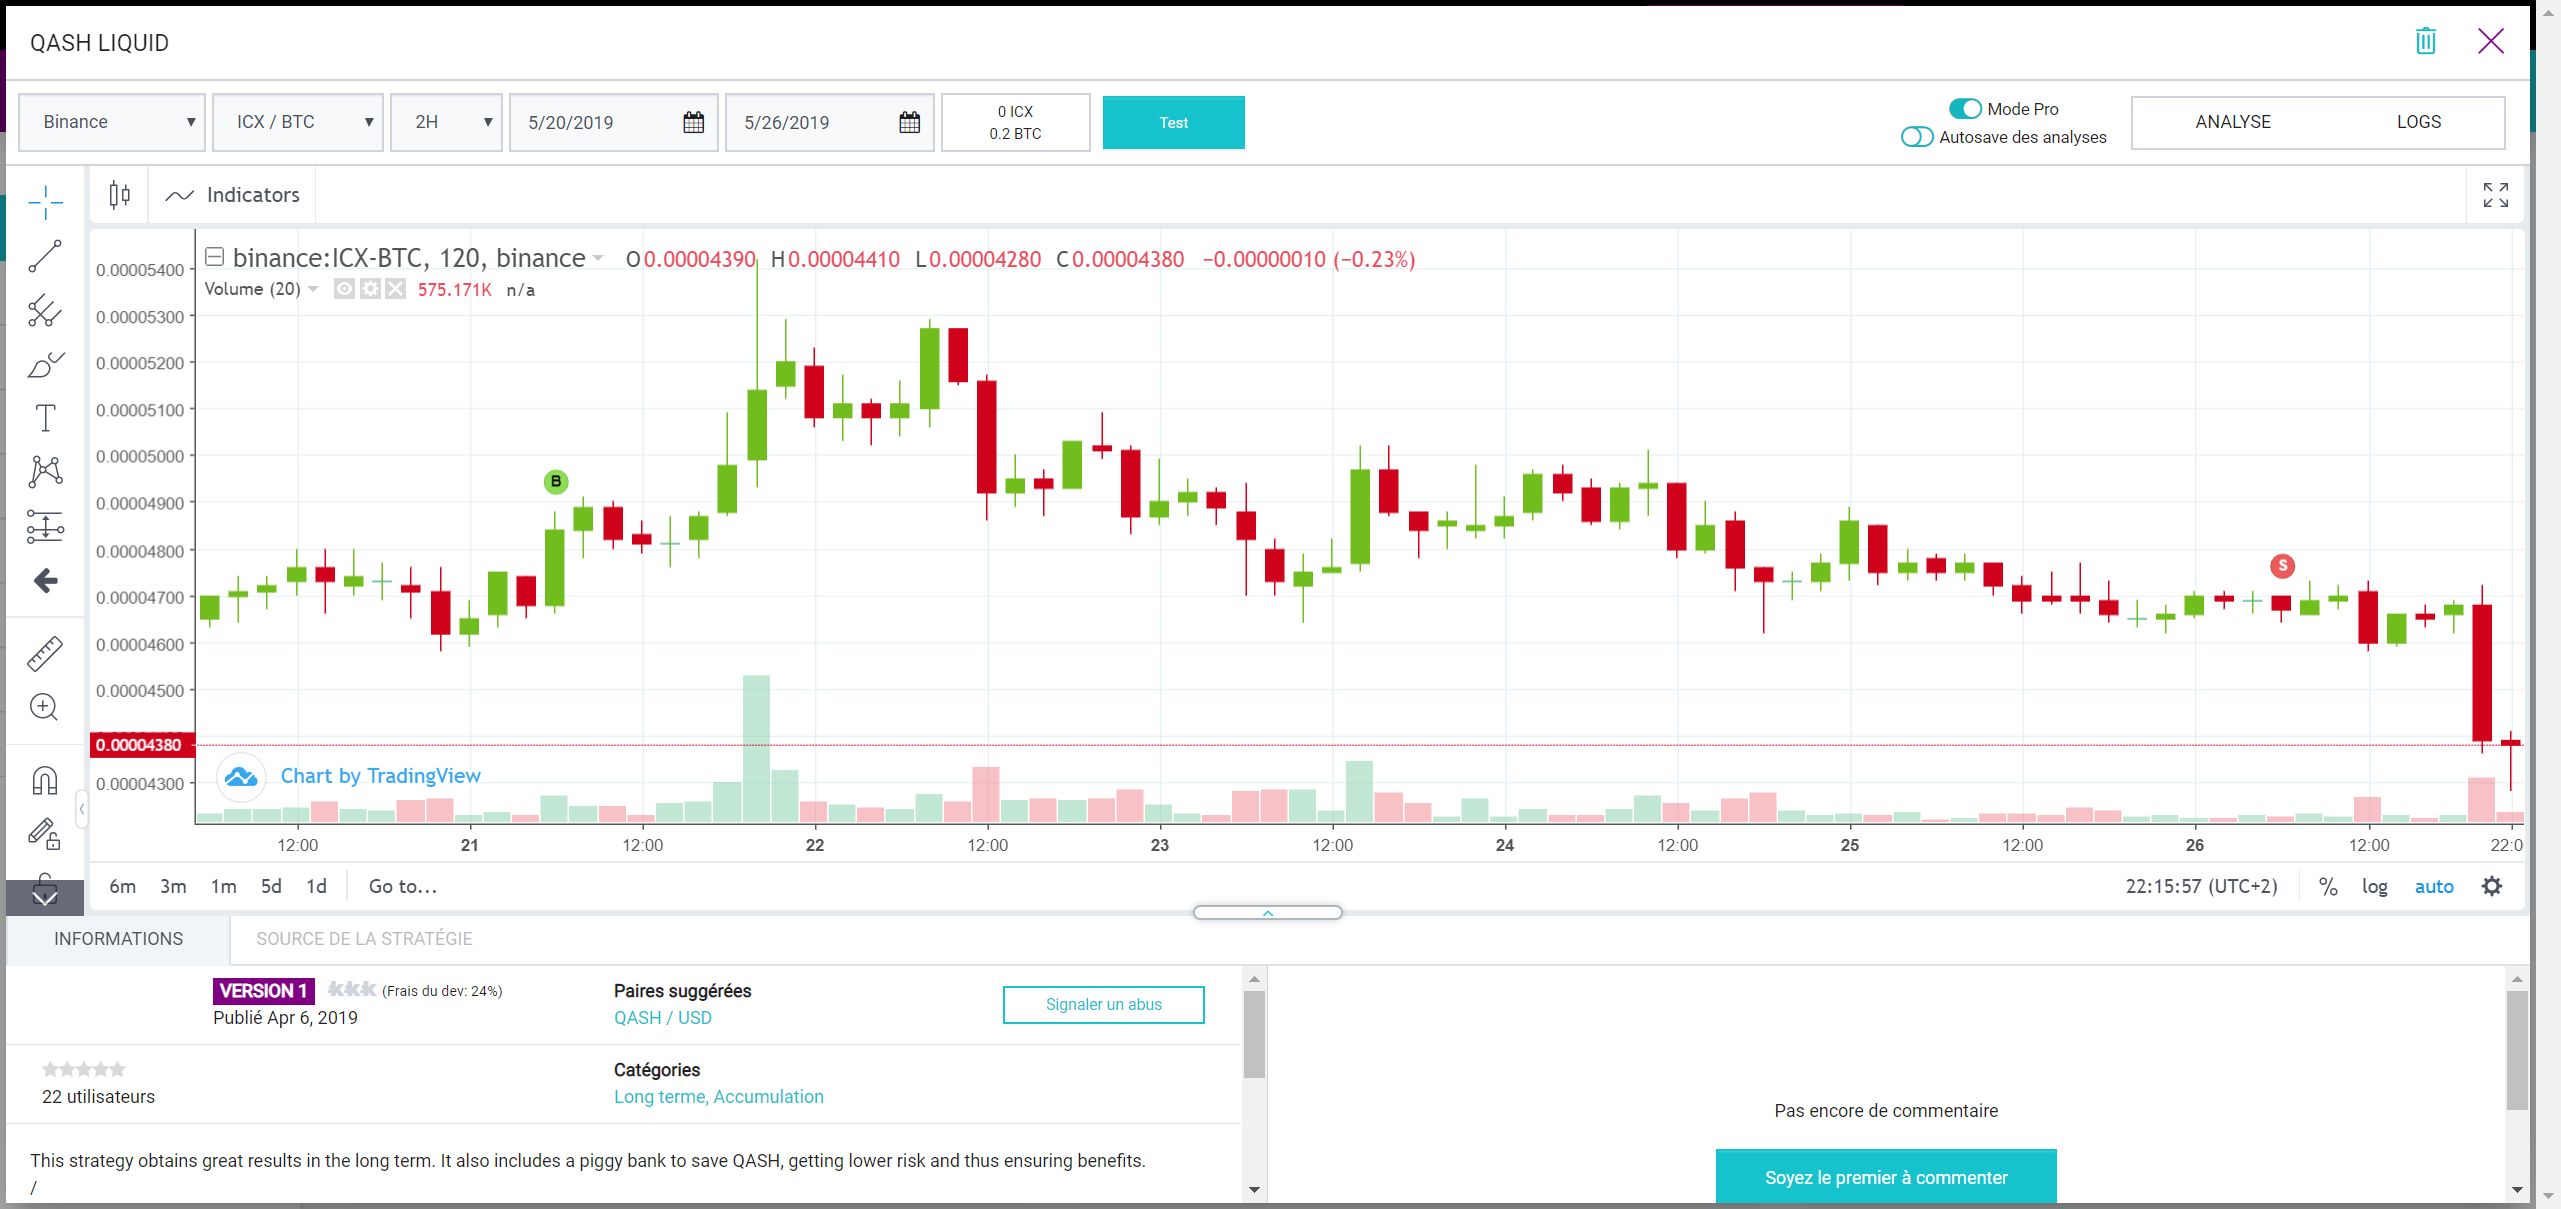 QASH LIQUID
Binance ICX / BTC 2H 5/20/2019 5/26/2019
0 ICX
0.2 BTC
Test
Mode Pro
Autosave des analyses
ANALYSE LOGS
Indicators
binance:ICX-BTC, 120, binance O0.00004390 H0.00004410 L0.00004280 C0.00004380 −0.00000010 (−0.23%)
Volume (20) 575.171K n/a
0.00005400
0.00005300
0.00005200
0.00005100
0.00005000
0.00004900
0.00004800
0.00004700
0.00004600
0.00004500
0.00004380
0.00004300
B
S
Chart by TradingView
12:00 21 12:00 22 12:00 23 12:00 24 12:00 25 12:00 26 12:00 22:0
6m 3m 1m 5d 1d Go to... 22:15:57 (UTC+2) % log auto
INFORMATIONS SOURCE DE LA STRATÉGIE
VERSION 1 (Frais du dev: 24%)
Publié Apr 6, 2019
Paires suggérées
QASH / USD
Signaler un abus
22 utilisateurs
Catégories
Long terme, Accumulation
This strategy obtains great results in the long term. It also includes a piggy bank to save QASH, getting lower risk and thus ensuring benefits.
/
Pas encore de commentaire
Soyez le premier à commenter